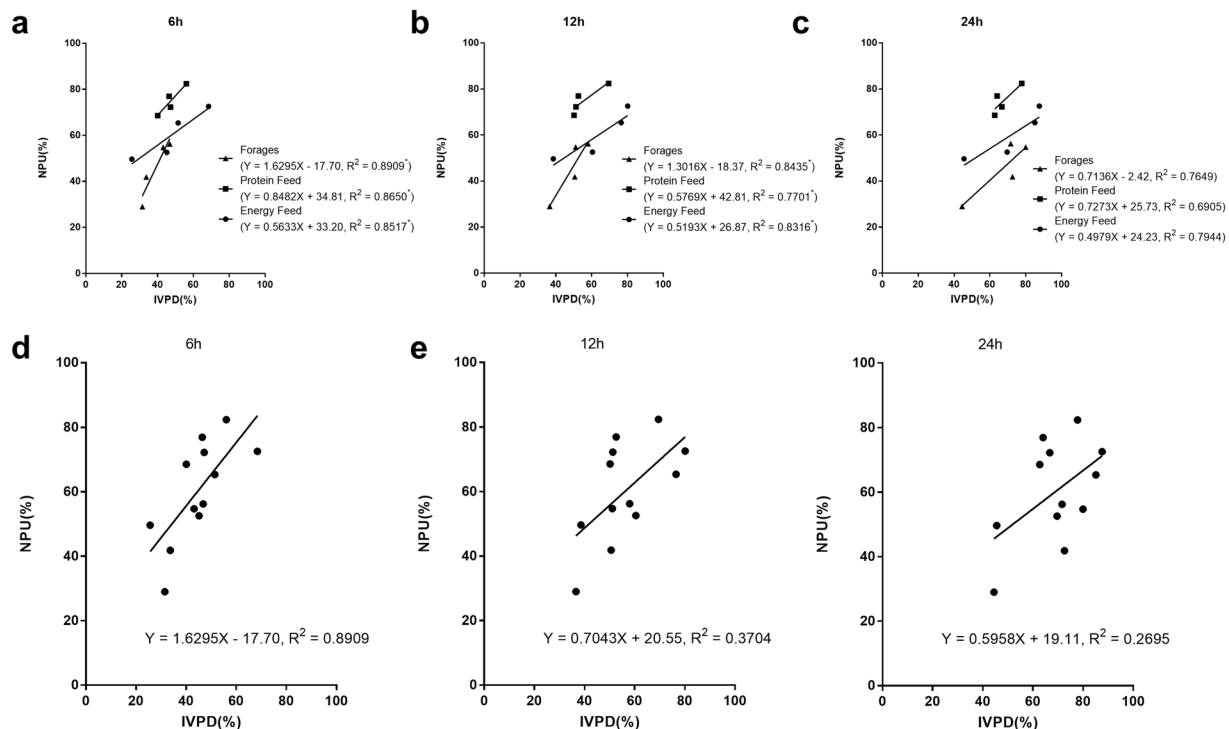 a
6h
NPU(%)
100
80
60
40
20
0
0 20 40 60 80 100
IVPD(%)
Forages
(Y = 1.6295X - 17.70, R² = 0.8909*)
Protein Feed
(Y = 0.8482X + 34.81, R² = 0.8650*)
Energy Feed
(Y = 0.5633X + 33.20, R² = 0.8517*)
b
12h
NPU(%)
100
80
60
40
20
0
0 20 40 60 80 100
IVPD(%)
Forages
(Y = 1.3016X - 18.37, R² = 0.8435*)
Protein Feed
(Y = 0.5769X + 42.81, R² = 0.7701*)
Energy Feed
(Y = 0.5193X + 26.87, R² = 0.8316*)
c
24h
NPU(%)
100
80
60
40
20
0
0 20 40 60 80 100
IVPD(%)
Forages
(Y = 0.7136X - 2.42, R² = 0.7649)
Protein Feed
(Y = 0.7273X + 25.73, R² = 0.6905)
Energy Feed
(Y = 0.4979X + 24.23, R² = 0.7944)
d
6h
NPU(%)
100
80
60
40
20
0
0 20 40 60 80 100
IVPD(%)
Y = 1.6295X - 17.70, R² = 0.8909
e
12h
NPU(%)
100
80
60
40
20
0
0 20 40 60 80 100
IVPD(%)
Y = 0.7043X + 20.55, R² = 0.3704
24h
NPU(%)
100
80
60
40
20
0
0 20 40 60 80 100
IVPD(%)
Y = 0.5958X + 19.11, R² = 0.2695